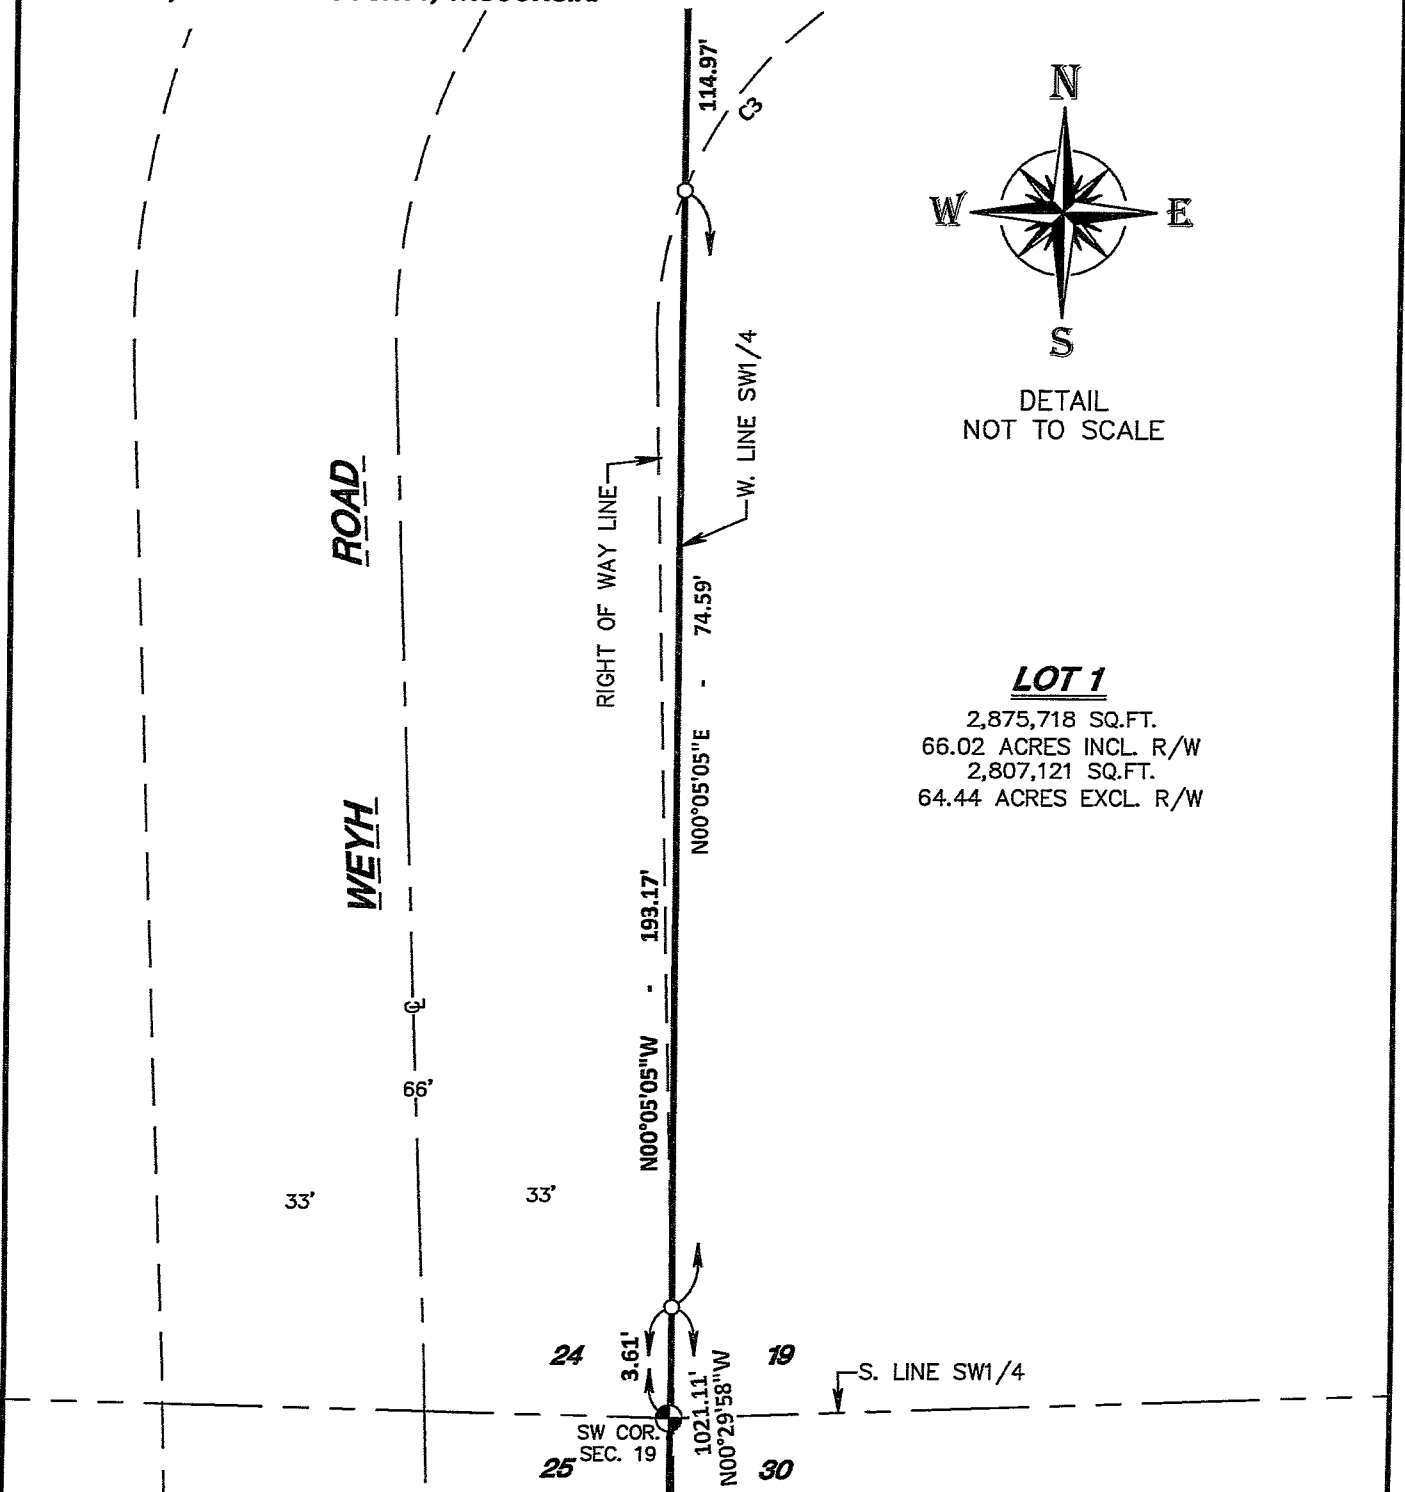 114.97'
C3
N
W
E
S
DETAIL
NOT TO SCALE
W. LINE SW1/4
RIGHT OF WAY LINE
ROAD
WEYH
N00°05'05"E - 74.59'
LOT 1
2,875,718 SQ.FT.
66.02 ACRES INCL. R/W
2,807,121 SQ.FT.
64.44 ACRES EXCL. R/W
N00°05'05"W - 193.17'
℄
66'
33'
33'
24
3.61'
19
S. LINE SW1/4
1021.11'
N00°29'58"W
SW COR.
SEC. 19
25
30